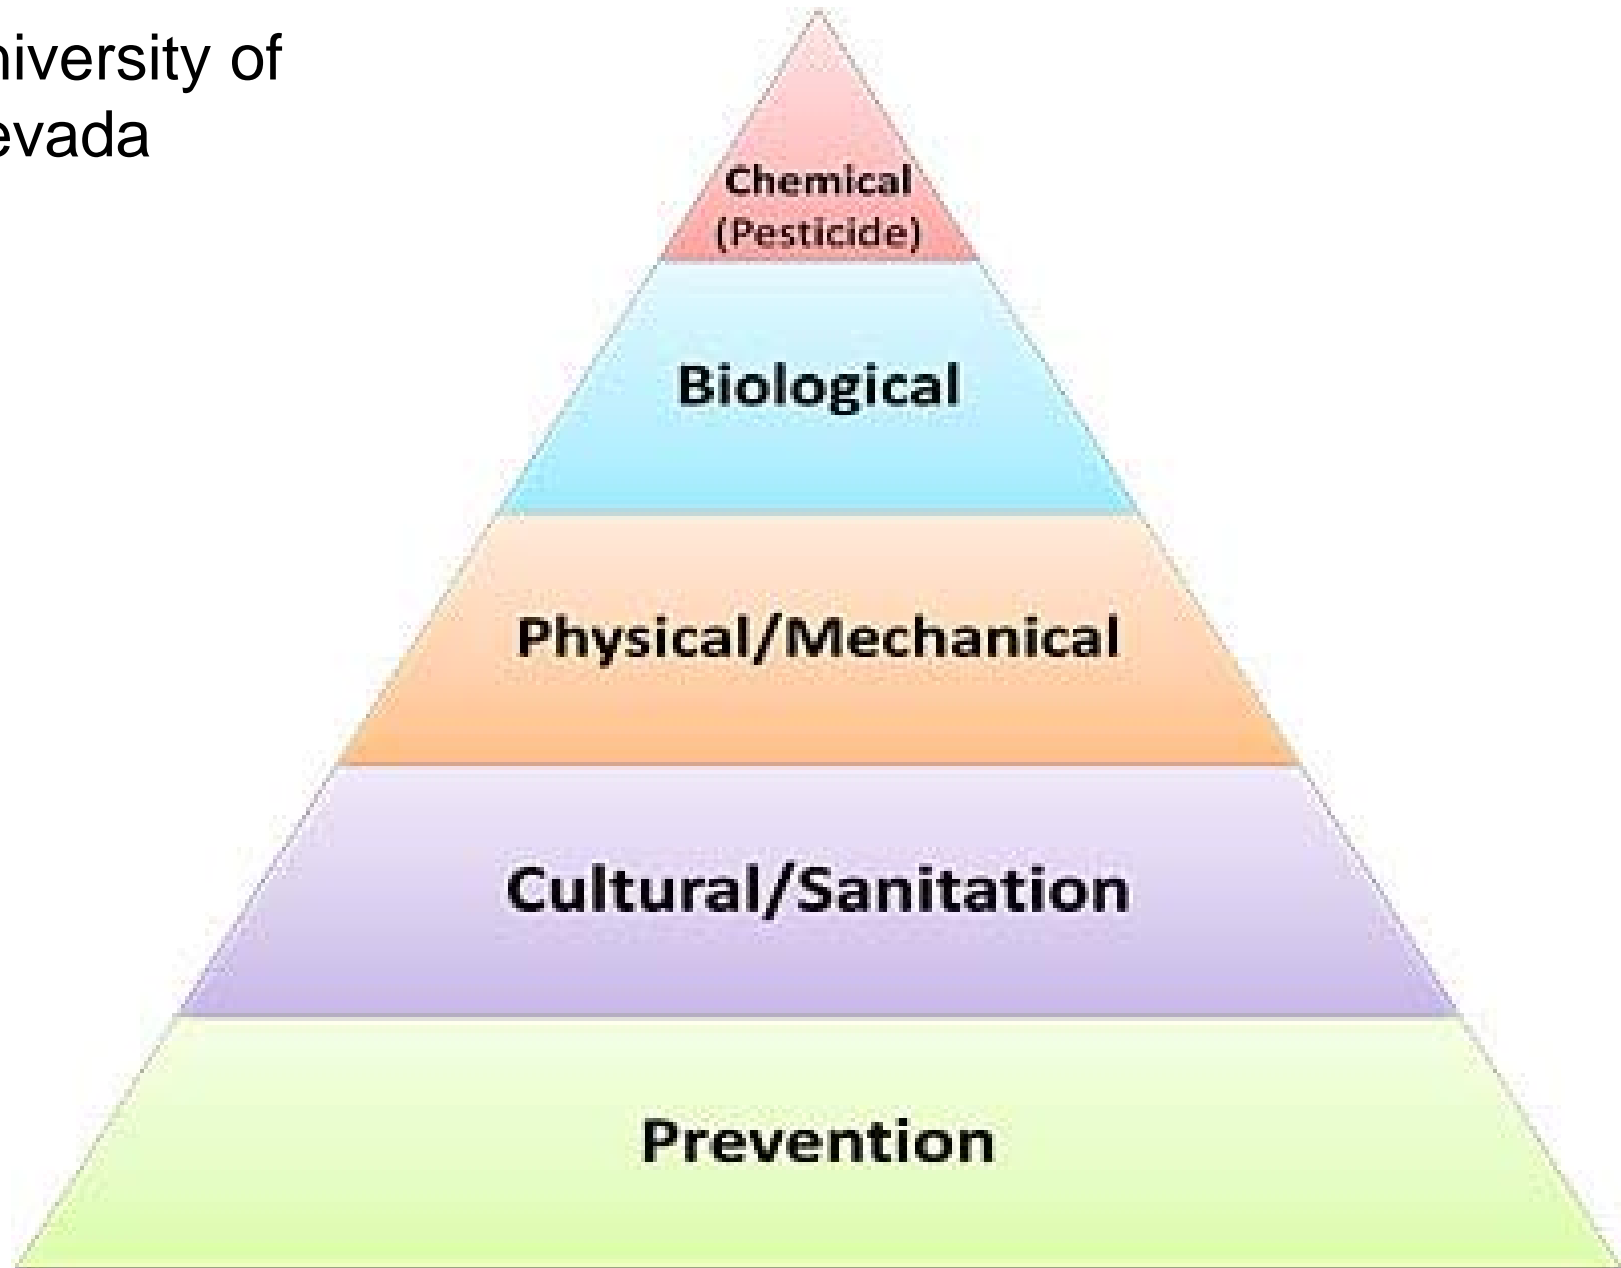 niversity of
evada
Chemical
(Pesticide)
Biological
Physical/Mechanical
Cultural/Sanitation
Prevention